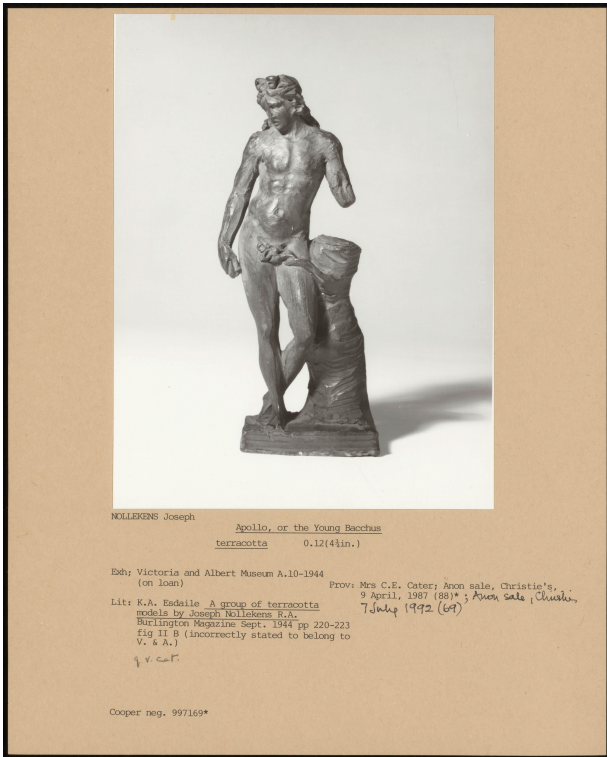 NOLLEKENS Joseph
Apollo, or the Young Bacchus
terracotta 0.12(4¾in.)
Exh; Victoria and Albert Museum A.10-1944
(on loan)
Prov: Mrs C.E. Cater; Anon sale, Christie's,
9 April, 1987 (88)* ; Anon sale, Christies
7 July 1992 (69)
Lit: K.A. Esdaile A group of terracotta
models by Joseph Nollekens R.A.
Burlington Magazine Sept. 1944 pp 220-223
fig II B (incorrectly stated to belong to
V. & A.)
q v. cat.
Cooper neg. 997169*